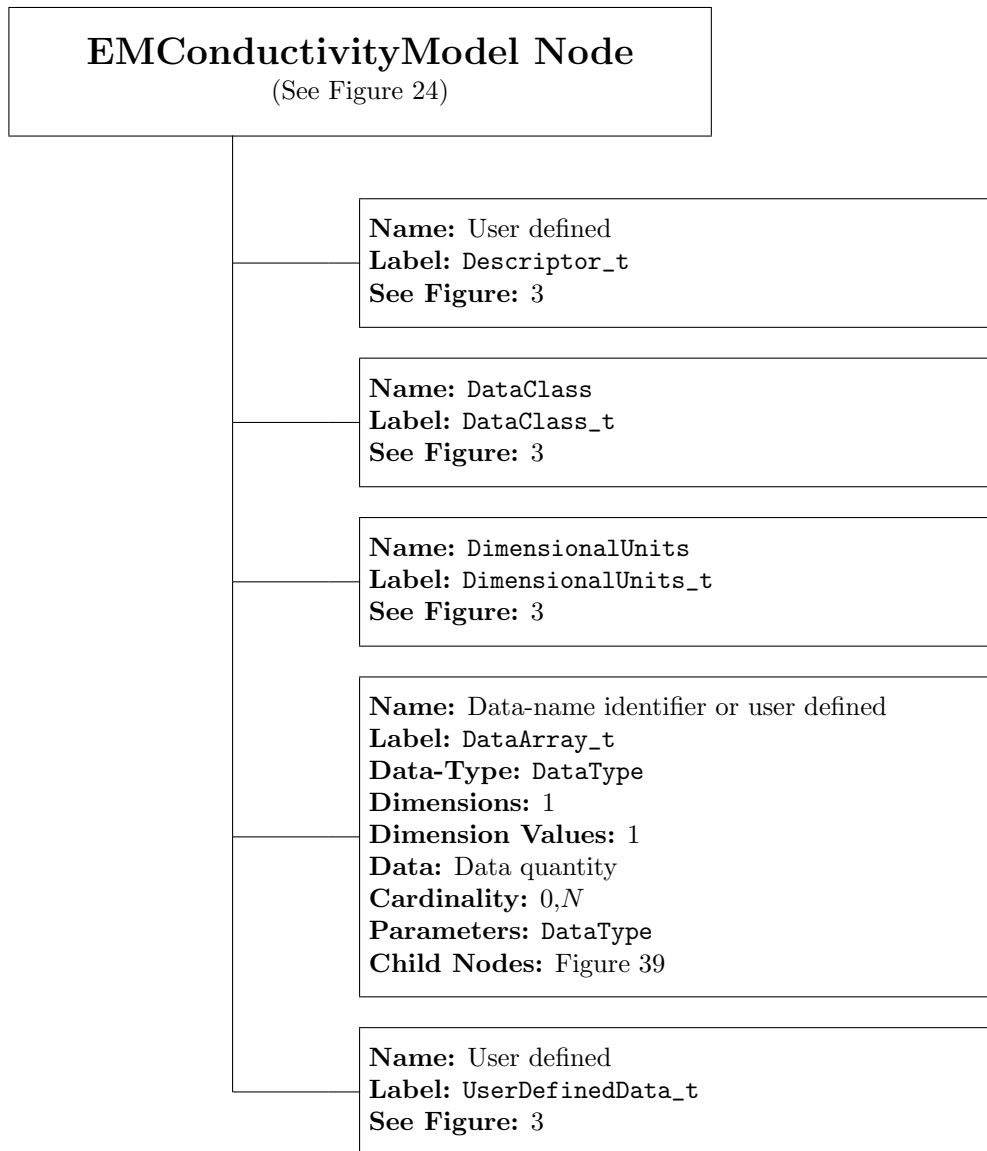 EMConductivityModel Node
(See Figure 24)
Name: User defined
Label: Descriptor_t
See Figure: 3
Name: DataClass
Label: DataClass_t
See Figure: 3
Name: DimensionalUnits
Label: DimensionalUnits_t
See Figure: 3
Name: Data-name identifier or user defined
Label: DataArray_t
Data-Type: DataType
Dimensions: 1
Dimension Values: 1
Data: Data quantity
Cardinality: 0,N
Parameters: DataType
Child Nodes: Figure 39
Name: User defined
Label: UserDefinedData_t
See Figure: 3